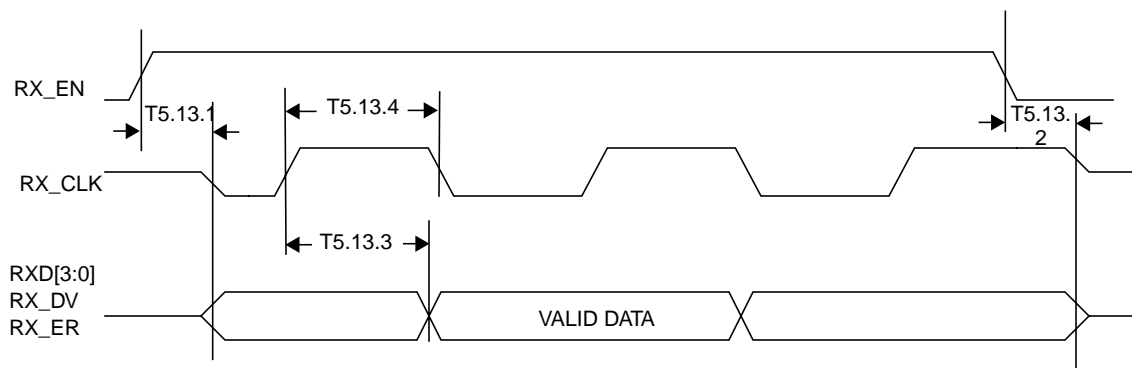 RX_EN
T5.13.1
T5.13.4
T5.13.
2
RX_CLK
T5.13.3
RXD[3:0]
RX_DV
RX_ER
VALID DATA